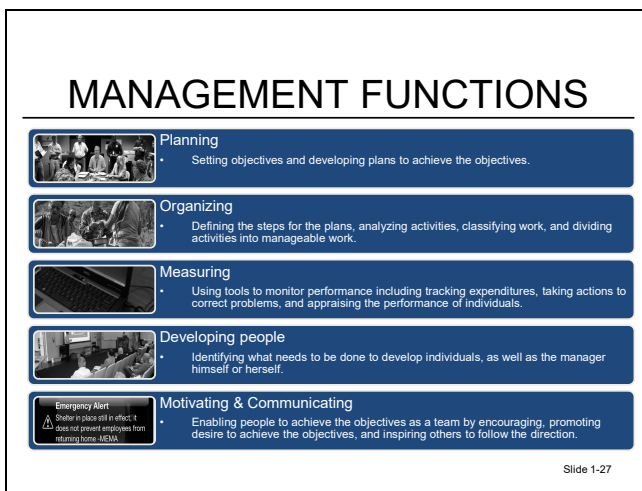 MANAGEMENT FUNCTIONS
Planning
• Setting objectives and developing plans to achieve the objectives.
Organizing
• Defining the steps for the plans, analyzing activities, classifying work, and dividing
activities into manageable work.
Measuring
• Using tools to monitor performance including tracking expenditures, taking actions to
correct problems, and appraising the performance of individuals.
Developing people
• Identifying what needs to be done to develop individuals, as well as the manager
himself or herself.
Emergency Alert
Shelter in place still in effect, it
does not prevent employees from
returning home -MEMA
Motivating & Communicating
• Enabling people to achieve the objectives as a team by encouraging, promoting
desire to achieve the objectives, and inspiring others to follow the direction.
Slide 1-27